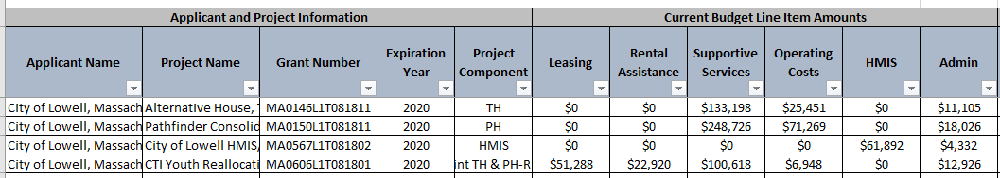 Applicant and Project Information Current Budget Line Item Amounts
Applicant Name Project Name Grant Number Expiration Year Project Component Leasing Rental Assistance Supportive Services Operating Costs HMIS Admin
City of Lowell, Massach Alternative House, MA0146L1T081811 2020 TH $0 $0 $133,198 $25,451 $0 $11,105
City of Lowell, Massach Pathfinder Consolid MA0150L1T081811 2020 PH $0 $0 $248,726 $71,269 $0 $18,026
City of Lowell, Massach City of Lowell HMIS, MA0567L1T081802 2020 HMIS $0 $0 $0 $0 $61,892 $4,332
City of Lowell, Massach CTI Youth Reallocati MA0606L1T081801 2020 int TH & PH-R $51,288 $22,920 $100,618 $6,948 $0 $12,926